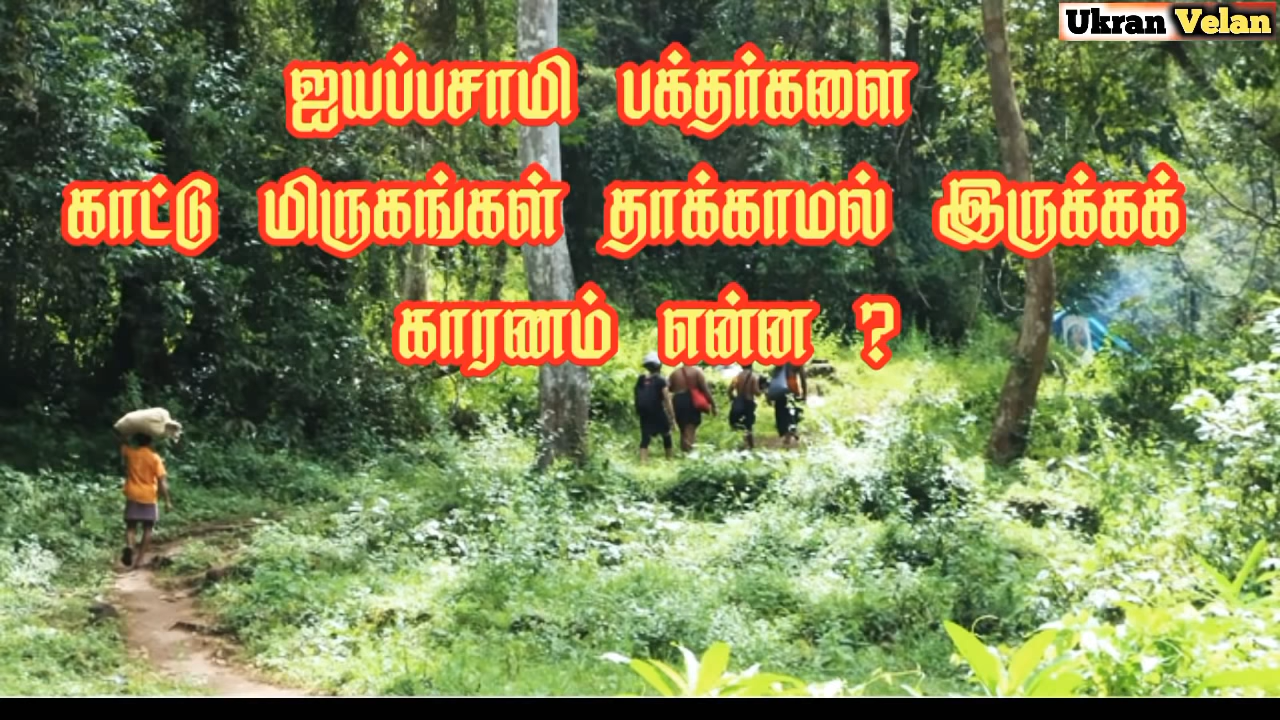 Ukran Velan
ஐயப்பசாமி பக்தர்களை
காட்டு மிருகங்கள் தாக்காமல் இருக்கக்
காரணம் என்ன ?